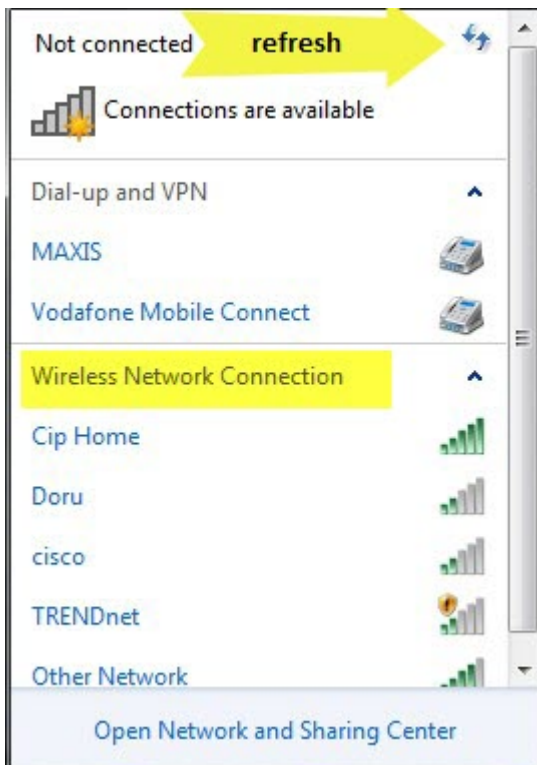 Not connected refresh
Connections are available
Dial-up and VPN
MAXIS
Vodafone Mobile Connect
Wireless Network Connection
Cip Home
Doru
cisco
TRENDnet
Other Network
Open Network and Sharing Center